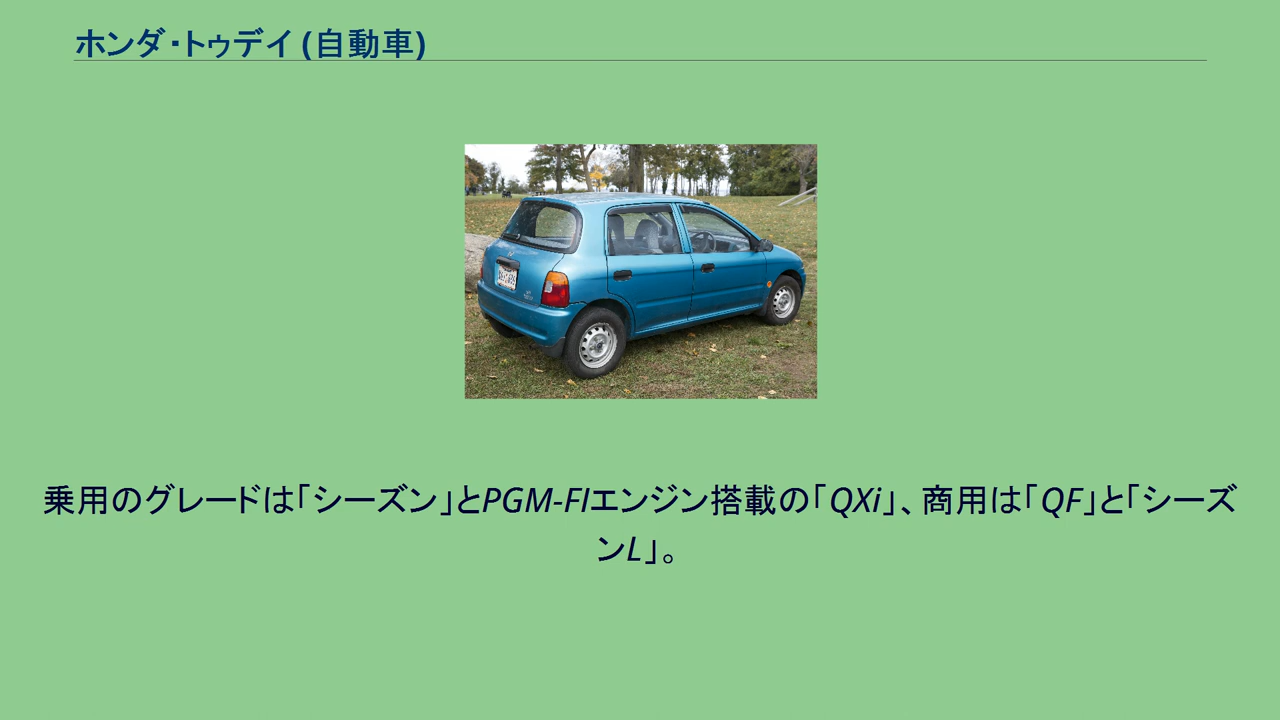 ホンダ・トゥデイ (自動車)
乗用のグレードは「シーズン」とPGM-FIエンジン搭載の「QXi」、商用は「QF」と「シーズ
ンL」。